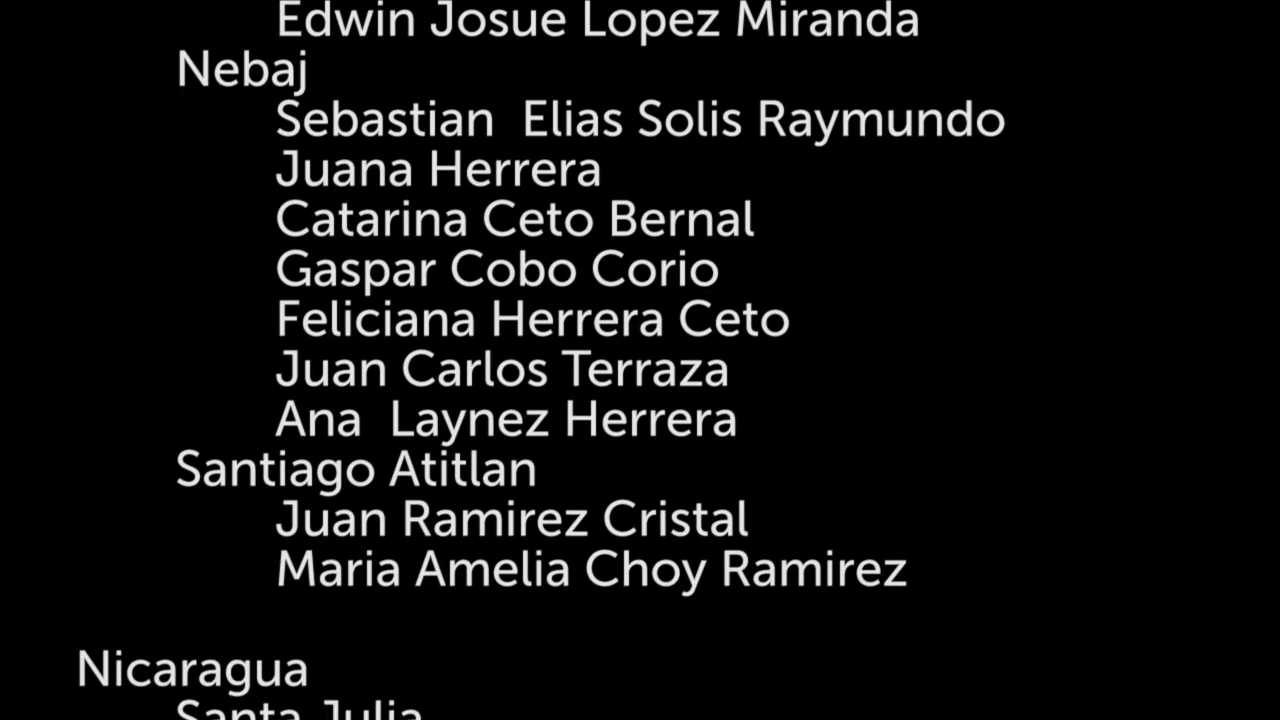 Edwin Josue Lopez Miranda
Nebaj
Sebastian Elias Solis Raymundo
Juana Herrera
Catarina Ceto Bernal
Gaspar Cobo Corio
Feliciana Herrera Ceto
Juan Carlos Terraza
Ana Laynez Herrera
Santiago Atitlan
Juan Ramirez Cristal
Maria Amelia Choy Ramirez
Nicaragua
Santa Julia